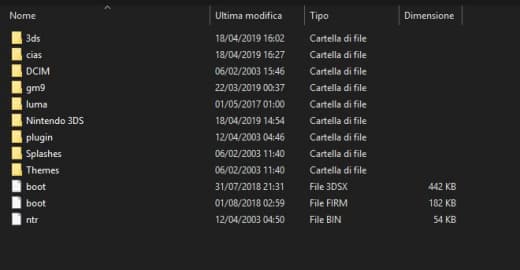 Nome Ultima modifica Tipo Dimensione
3ds 18/04/2019 16:02 Cartella di file
cias 18/04/2019 16:27 Cartella di file
DCIM 06/02/2003 15:46 Cartella di file
gm9 22/03/2019 00:37 Cartella di file
luma 01/05/2017 01:00 Cartella di file
Nintendo 3DS 18/04/2019 14:54 Cartella di file
plugin 12/04/2003 04:46 Cartella di file
Splashes 06/02/2003 11:40 Cartella di file
Themes 06/02/2003 11:40 Cartella di file
boot 31/07/2018 21:31 File 3DSX 442 KB
boot 01/08/2018 02:59 File FIRM 182 KB
ntr 12/04/2003 04:50 File BIN 54 KB